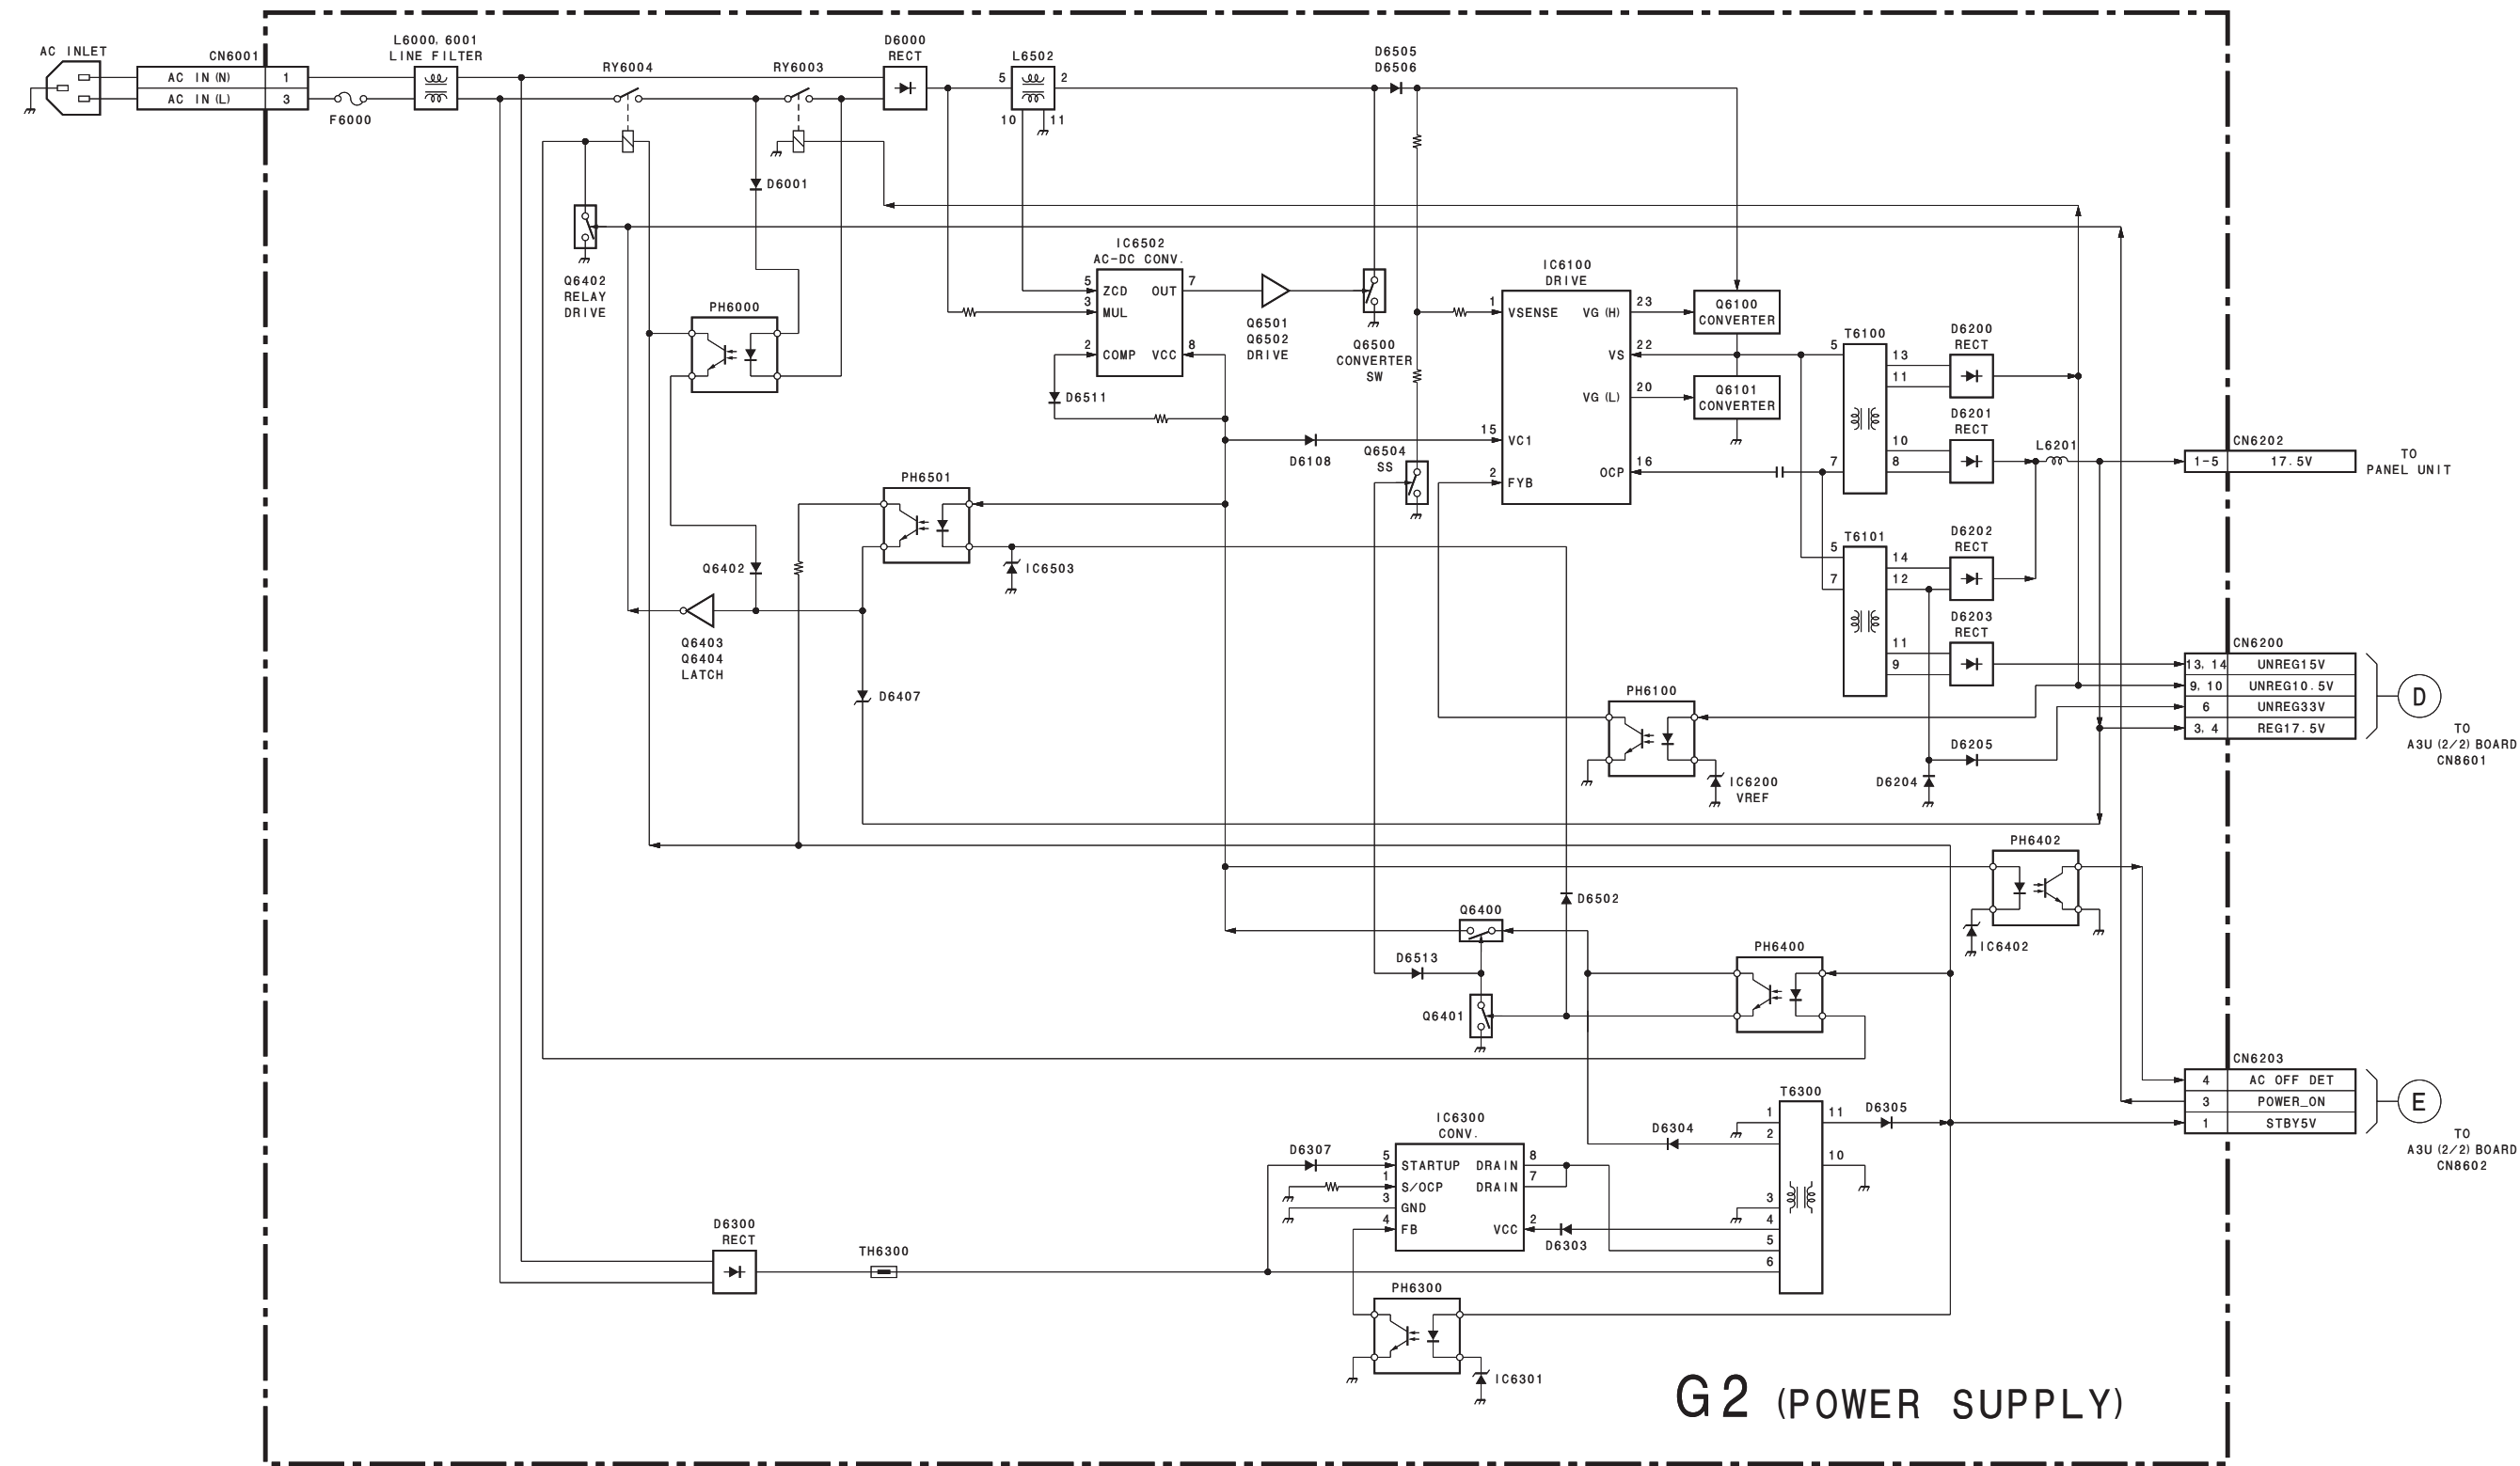 AC INLET
CN6001
AC IN (N) 1
AC IN (L) 3
F6000
L6000, 6001
LINE FILTER
RY6004
RY6003
D6000
RECT
L6502
5 2
10 11
D6505
D6506
D6001
Q6402
RELAY
DRIVE
PH6000
IC6502
AC-DC CONV.
5 ZCD OUT 7
3 MUL
2 COMP VCC 8
D6511
Q6501
Q6502
DRIVE
Q6500
CONVERTER
SW
IC6100
DRIVE
1 VSENSE VG (H) 23
VS 22
VG (L) 20
15 VC1
OCP 16
2 FYB
Q6100
CONVERTER
Q6101
CONVERTER
D6108
Q6504
SS
T6100
5 13
11
10
7 8
D6200
RECT
D6201
RECT
L6201
CN6202
1-5 17.5V
TO
PANEL UNIT
PH6501
IC6503
Q6402
Q6403
Q6404
LATCH
D6407
T6101
5 14
7 12
11
9
D6202
RECT
D6203
RECT
CN6200
13, 14 UNREG15V
9, 10 UNREG10.5V
6 UNREG33V
3, 4 REG17.5V
D
TO
A3U (2/2) BOARD
CN8601
PH6100
IC6200
VREF
D6205
D6204
PH6402
IC6402
D6502
Q6400
D6513
Q6401
PH6400
CN6203
4 AC OFF DET
3 POWER_ON
1 STBY5V
E
TO
A3U (2/2) BOARD
CN8602
T6300
1 11
2
10
3
4
5
6
D6305
D6304
IC6300
CONV.
D6307
5 STARTUP DRAIN 8
1 S/OCP DRAIN 7
3 GND
4 FB VCC 2
D6303
D6300
RECT
TH6300
PH6300
IC6301
G2 (POWER SUPPLY)